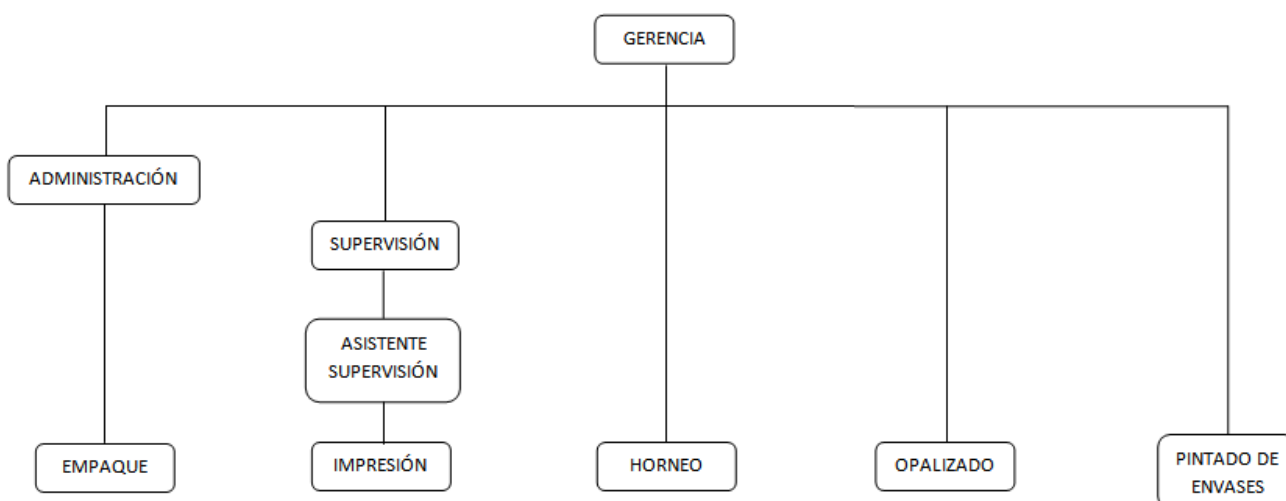 GERENCIA
ADMINISTRACIÓN
SUPERVISIÓN
ASISTENTE
SUPERVISIÓN
EMPAQUE
IMPRESIÓN
HORNEO
OPALIZADO
PINTADO DE
ENVASES